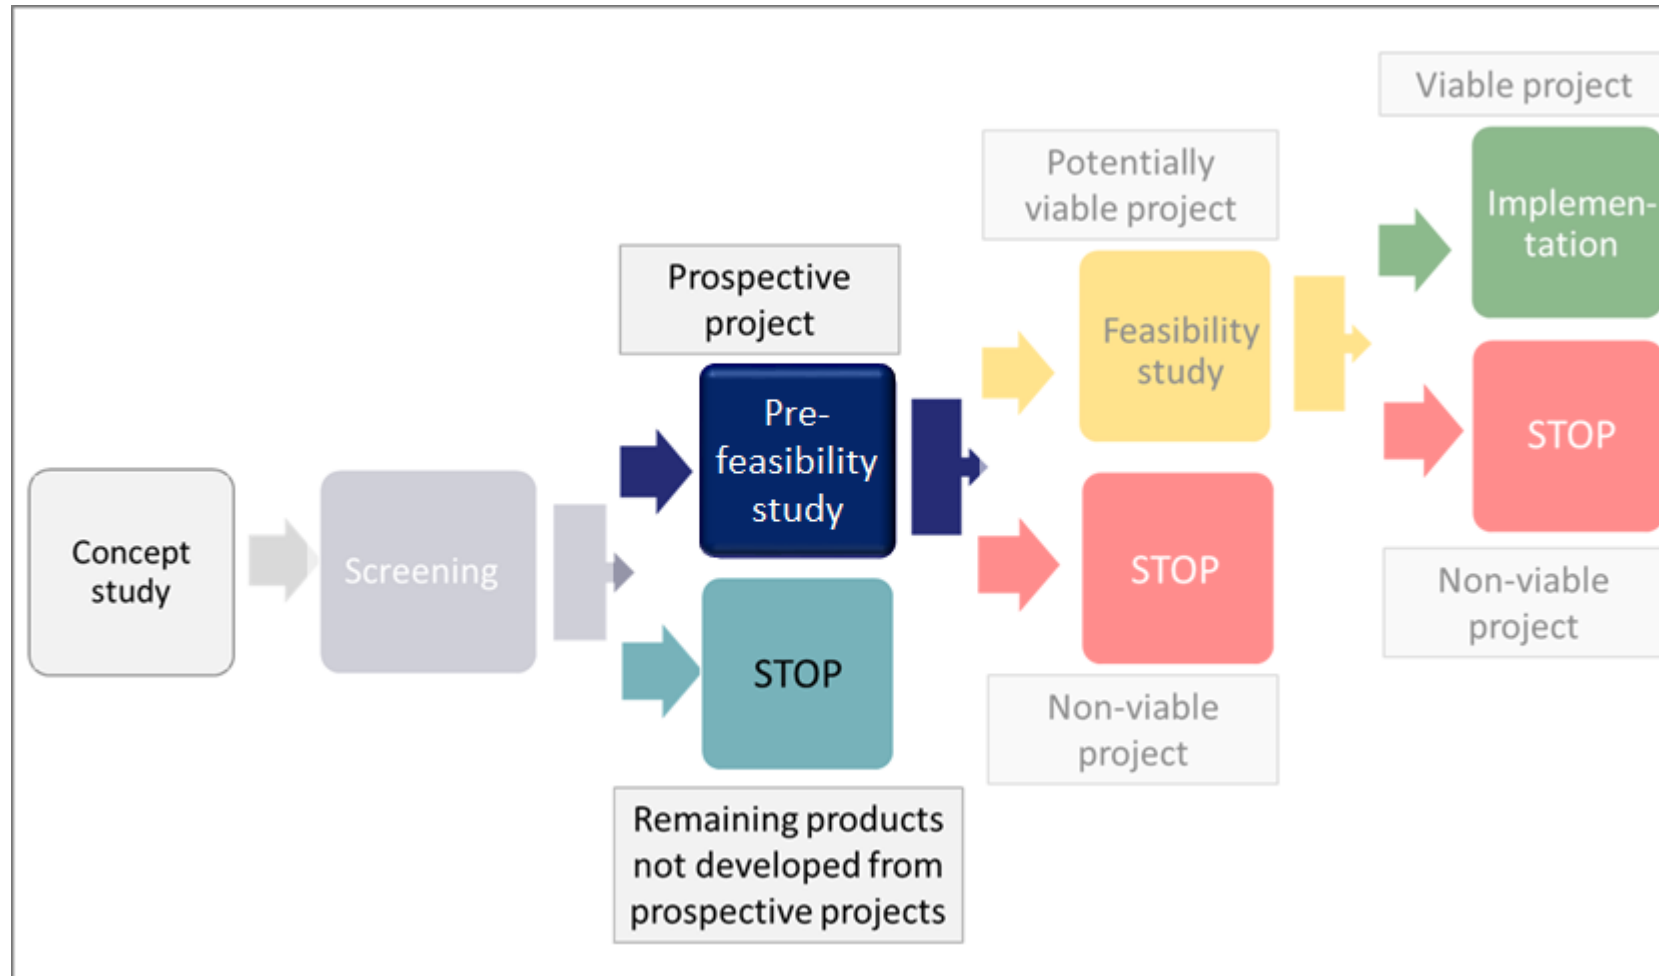 Concept
study
Screening
Prospective
project
Pre-
feasibility
study
STOP
Remaining products
not developed from
prospective projects
Potentially
viable project
Feasibility
study
STOP
Non-viable
project
Viable project
Implemen-
tation
STOP
Non-viable
project